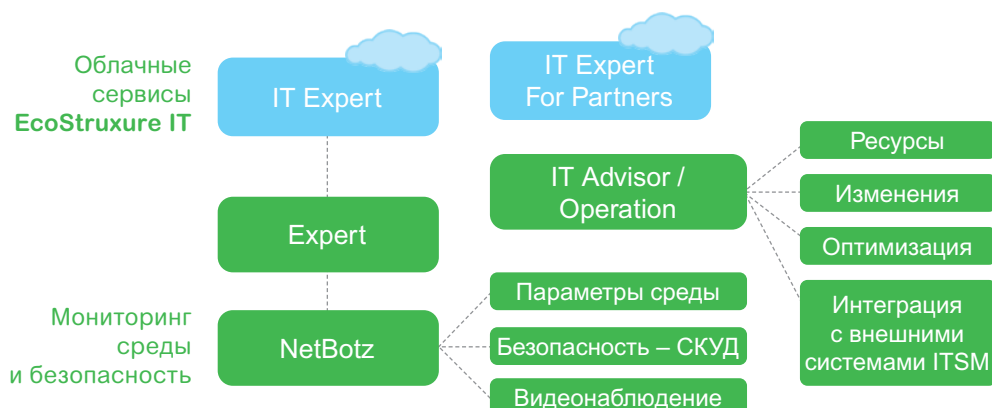 Облачные
сервисы
EcoStruxure IT
IT Expert
IT Expert
For Partners
IT Advisor /
Operation
Ресурсы
Изменения
Оптимизация
Интеграция
с внешними
системами ITSM
Expert
Мониторинг
среды
и безопасность
NetBotz
Параметры среды
Безопасность – СКУД
Видеонаблюдение